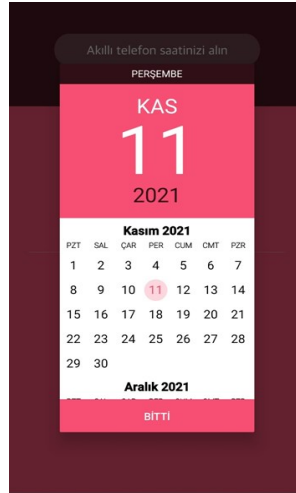 Akıllı telefon saatinizi alın
PERŞEMBE
KAS
11
2021
Kasım 2021
PZT SAL ÇAR PER CUM CMT PZR
1 2 3 4 5 6 7
8 9 10 11 12 13 14
15 16 17 18 19 20 21
22 23 24 25 26 27 28
29 30
Aralık 2021
BİTTİ